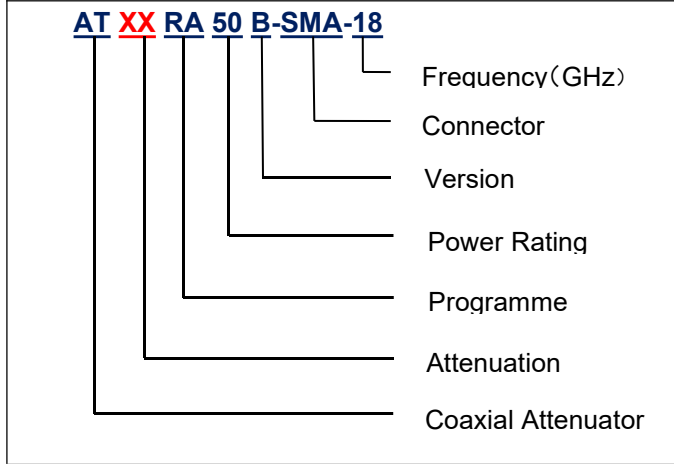 AT XX RA 50 B-SMA-18
Frequency（GHz）
Connector
Version
Power Rating
Programme
Attenuation
Coaxial Attenuator